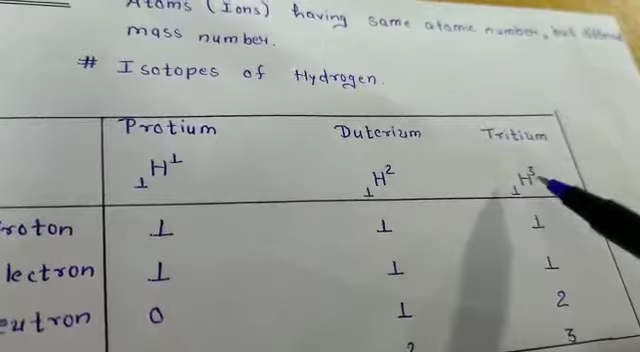 Atoms (Ions) having same atomic number, but different
mass number.
# Isotopes of Hydrogen.
Protium Duterium Tritium
₁H¹ ₁H² ₁H³
roton 1 1 1
lectron 1 1 1
eutron 0 1 2
2 3